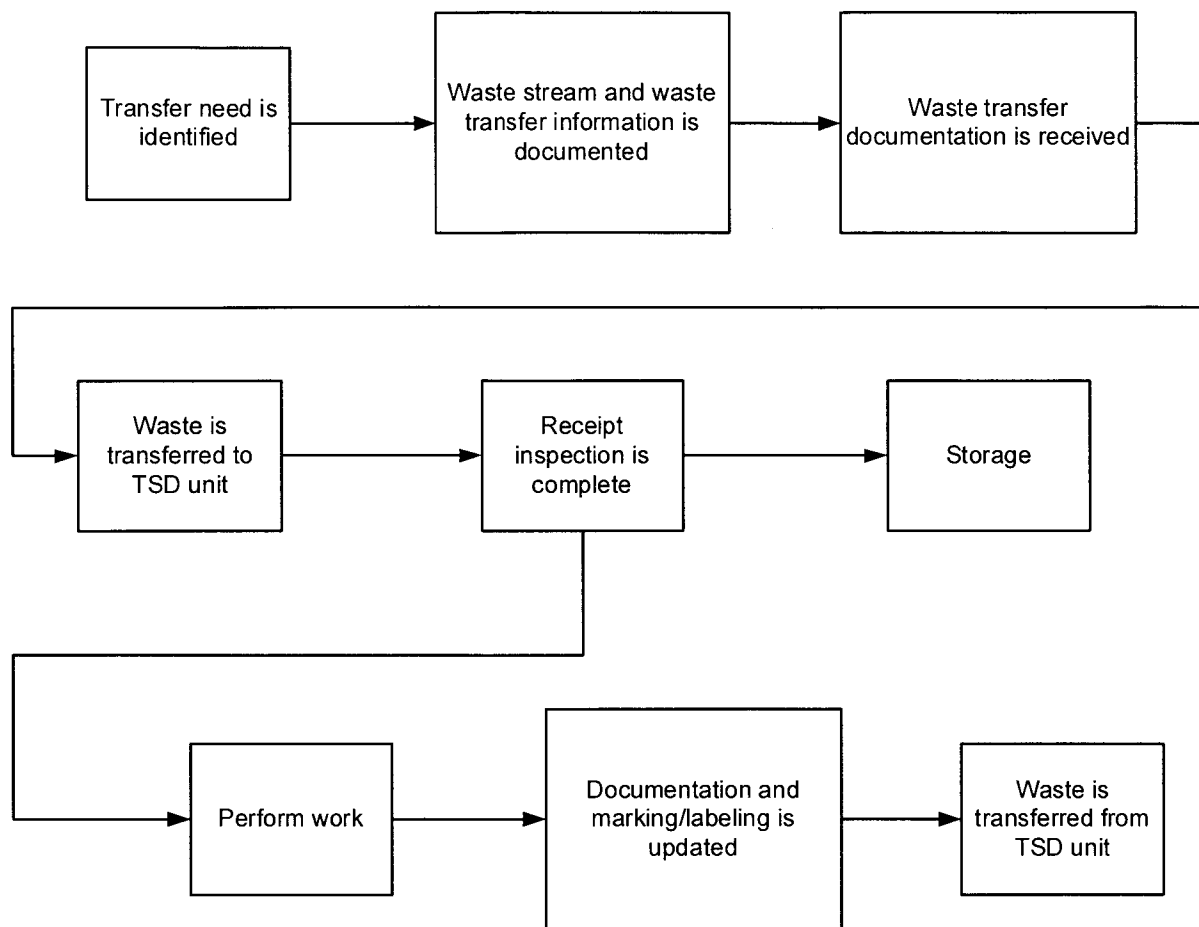 Transfer need is
identified
Waste stream and waste
transfer information is
documented
Waste transfer
documentation is received
Waste is
transferred to
TSD unit
Receipt
inspection is
complete
Storage
Perform work
Documentation and
marking/labeling is
updated
Waste is
transferred from
TSD unit